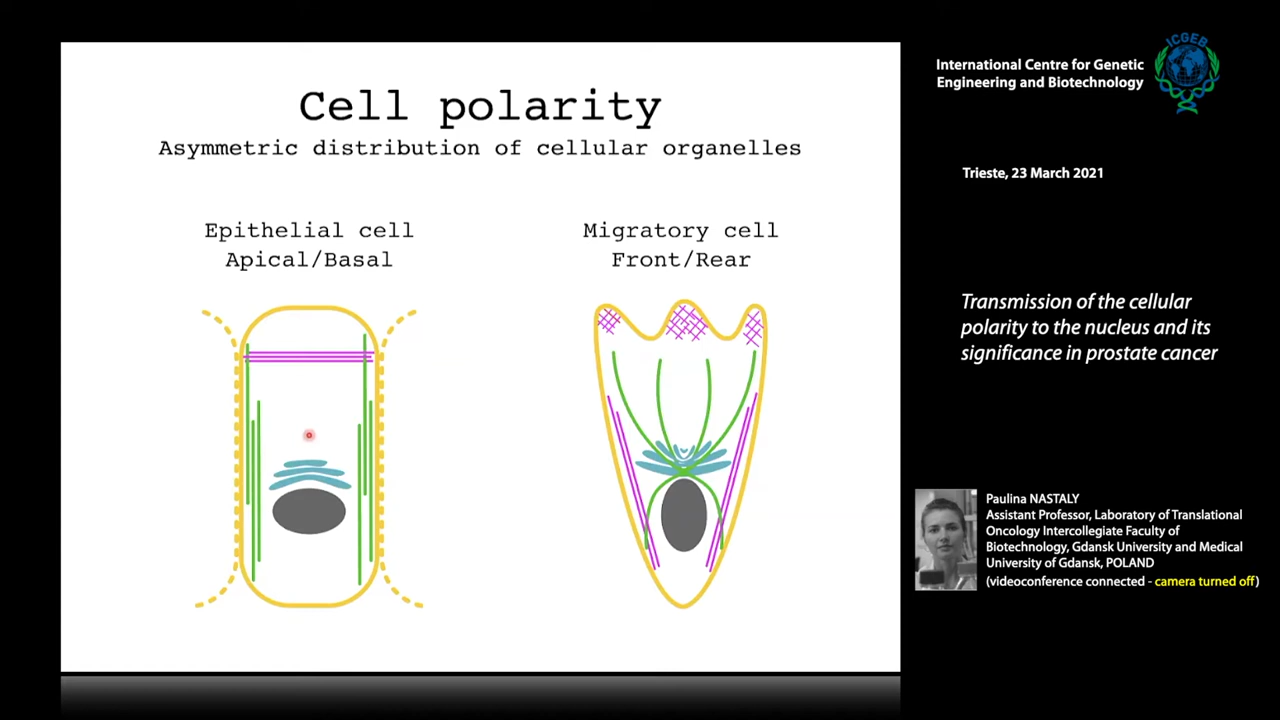 Cell polarity
Asymmetric distribution of cellular organelles
Epithelial cell
Apical/Basal
Migratory cell
Front/Rear
International Centre for Genetic
Engineering and Biotechnology
ICGEB
Trieste, 23 March 2021
Transmission of the cellular
polarity to the nucleus and its
significance in prostate cancer
Paulina NASTALY
Assistant Professor, Laboratory of Translational
Oncology Intercollegiate Faculty of
Biotechnology, Gdansk University and Medical
University of Gdansk, POLAND
(videoconference connected - camera turned off)